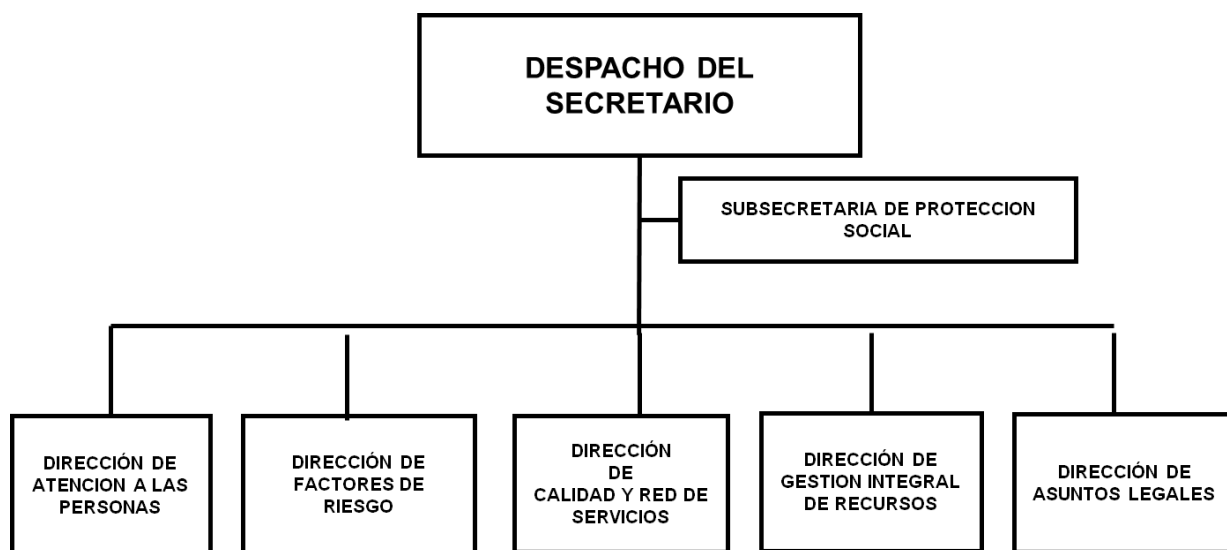 DESPACHO DEL
SECRETARIO
SUBSECRETARIA DE PROTECCION
SOCIAL
DIRECCIÓN DE
ATENCION A LAS
PERSONAS
DIRECCIÓN DE
FACTORES DE
RIESGO
DIRECCIÓN
DE
CALIDAD Y RED DE
SERVICIOS
DIRECCIÓN DE
GESTION INTEGRAL
DE RECURSOS
DIRECCIÓN DE
ASUNTOS LEGALES